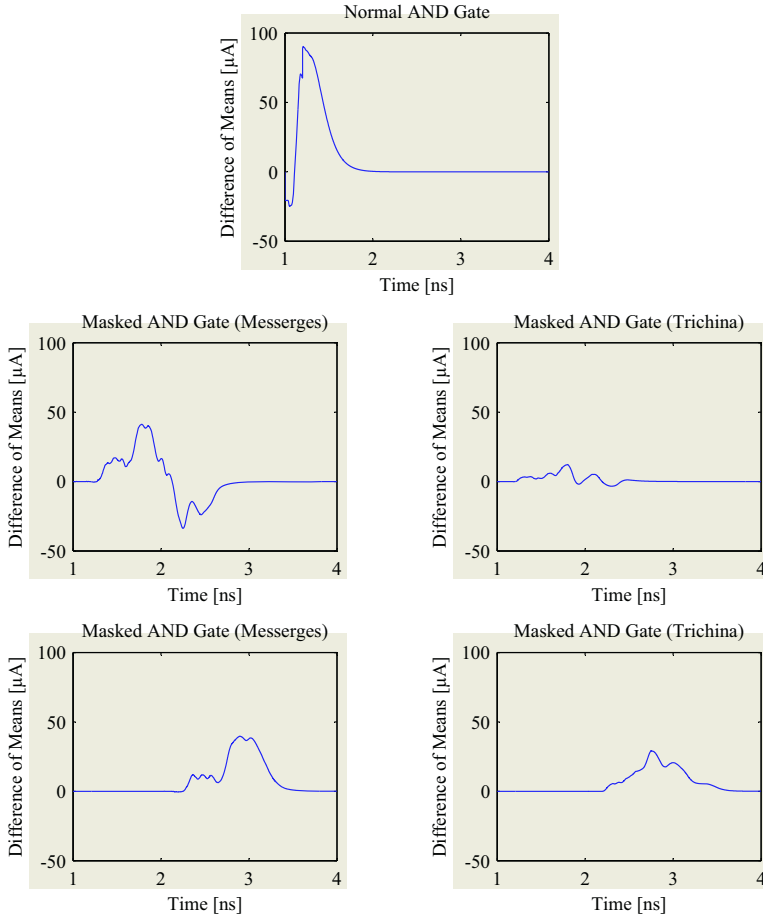 Normal AND Gate
Difference of Means [µA]
100
50
0
-50
1 2 3 4
Time [ns]
Masked AND Gate (Messerges)
Difference of Means [µA]
100
50
0
-50
1 2 3 4
Time [ns]
Masked AND Gate (Trichina)
Difference of Means [µA]
100
50
0
-50
1 2 3 4
Time [ns]
Masked AND Gate (Messerges)
Difference of Means [µA]
100
50
0
-50
1 2 3 4
Time [ns]
Masked AND Gate (Trichina)
Difference of Means [µA]
100
50
0
-50
1 2 3 4
Time [ns]